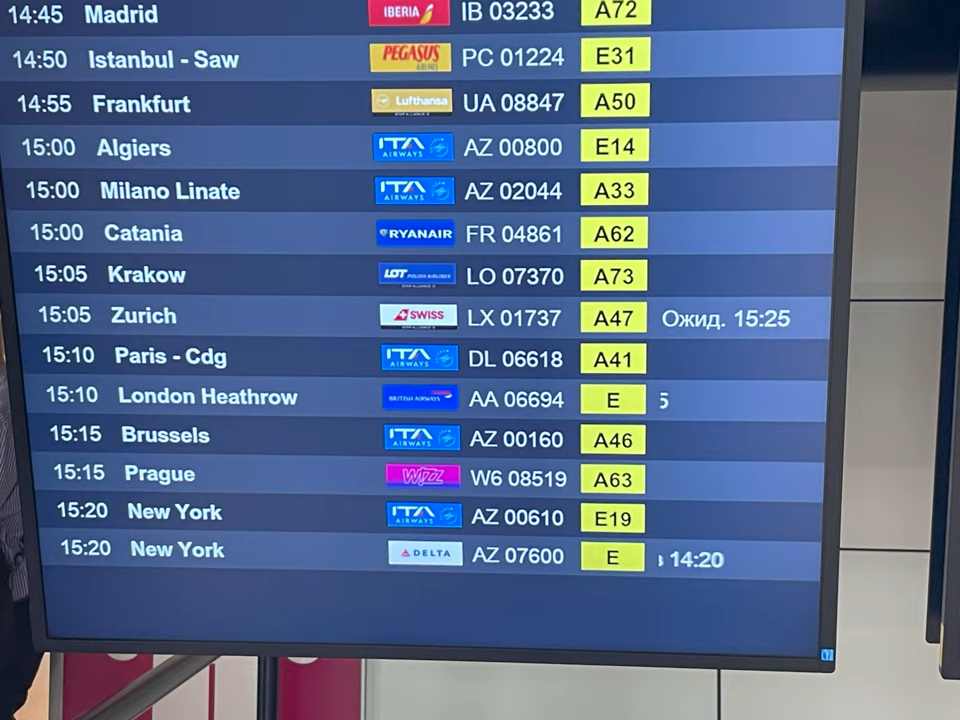 14:45 Madrid IBERIA IB 03233 A72
14:50 Istanbul - Saw PEGASUS AIRLINES PC 01224 E31
14:55 Frankfurt Lufthansa UA 08847 A50
15:00 Algiers ITA AIRWAYS AZ 00800 E14
15:00 Milano Linate ITA AIRWAYS AZ 02044 A33
15:00 Catania RYANAIR FR 04861 A62
15:05 Krakow LOT POLISH AIRLINES LO 07370 A73
15:05 Zurich SWISS LX 01737 A47 Ожид. 15:25
15:10 Paris - Cdg ITA AIRWAYS DL 06618 A41
15:10 London Heathrow BRITISH AIRWAYS AA 06694 E 5
15:15 Brussels ITA AIRWAYS AZ 00160 A46
15:15 Prague WIZZ W6 08519 A63
15:20 New York ITA AIRWAYS AZ 00610 E19
15:20 New York DELTA AZ 07600 E 14:20